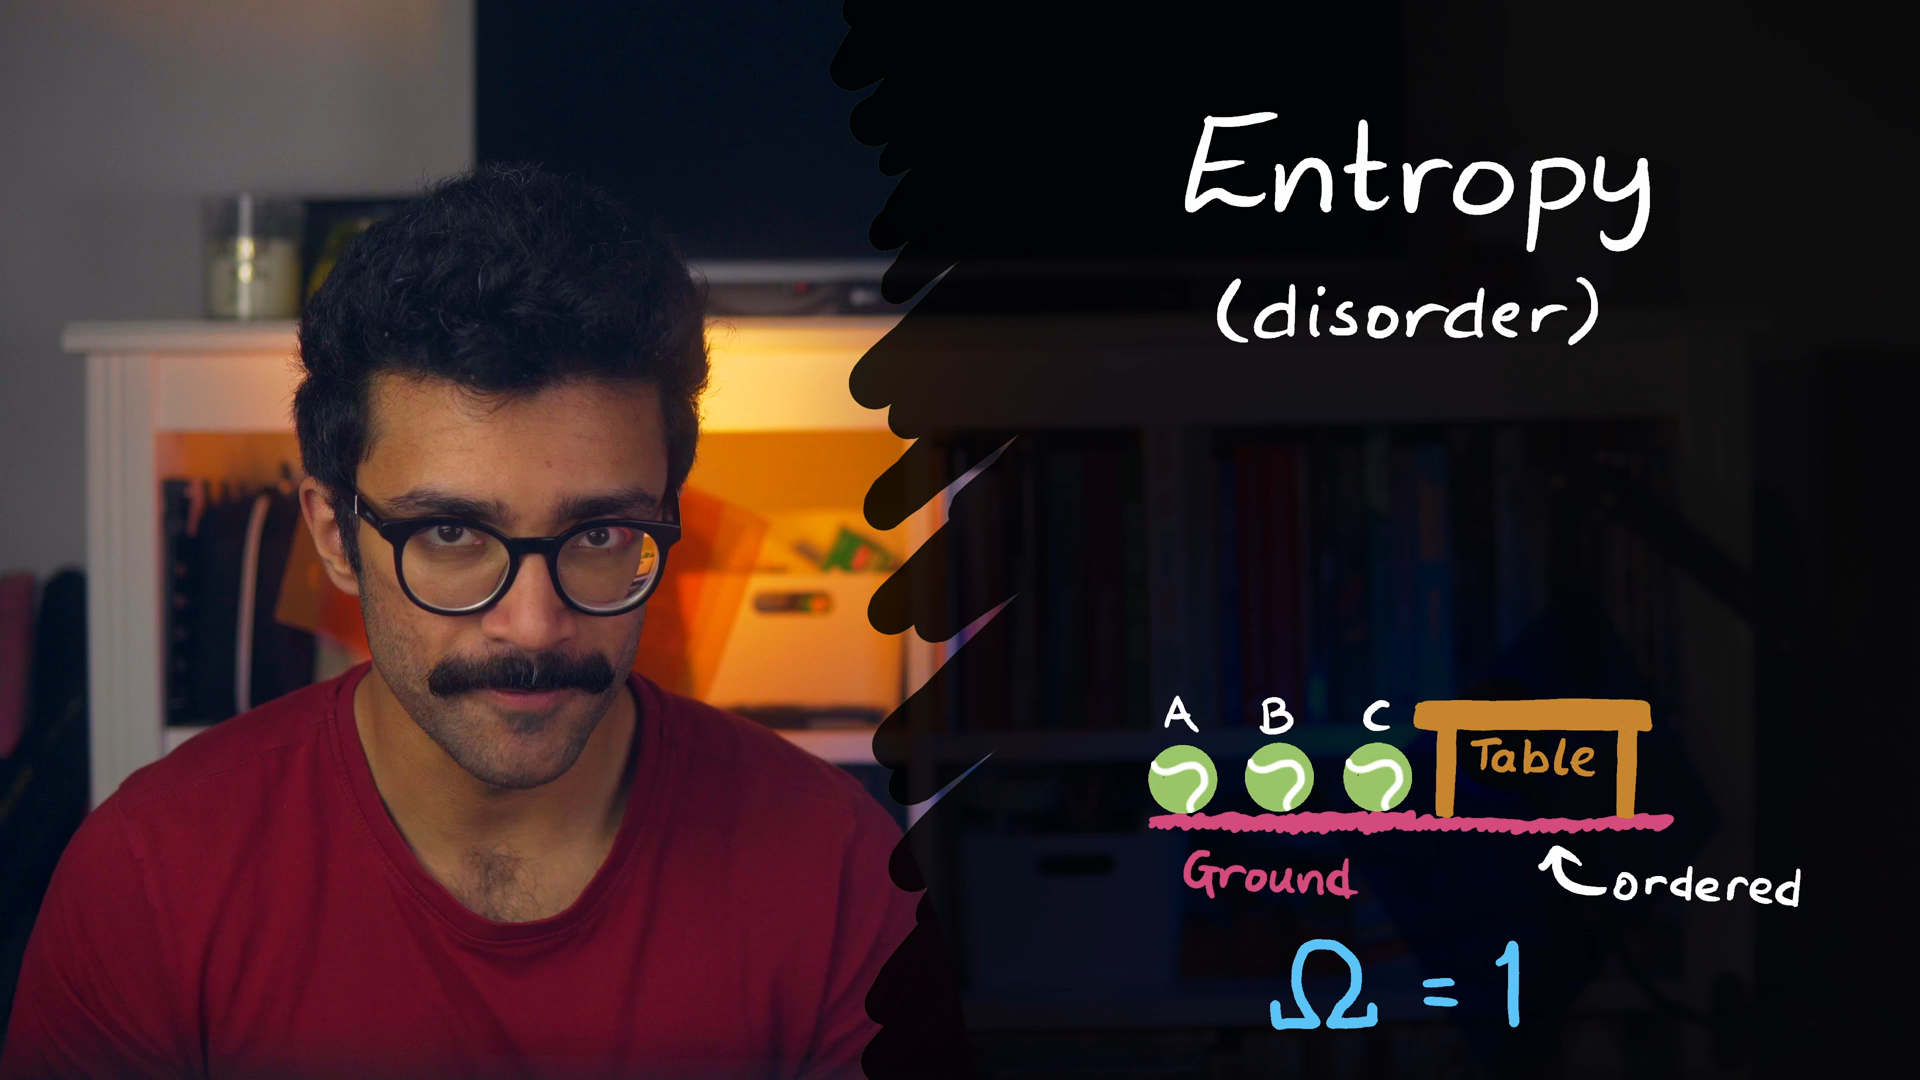 Entropy
(disorder)
A B C
Table
Ground
ordered
Ω = 1